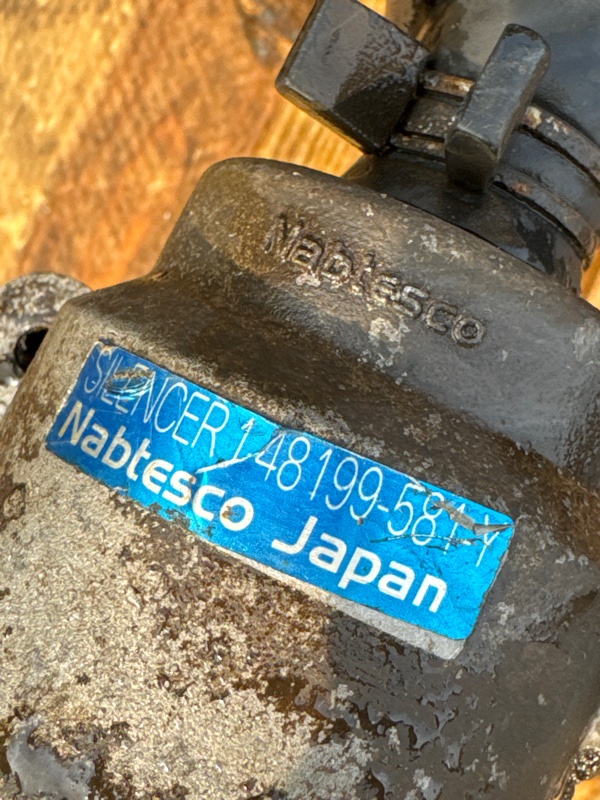 Nabtesco
SILENCER 148199-581-Y
Nabtesco Japan